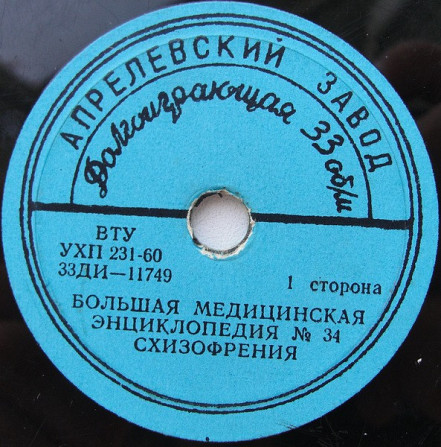 АПРЕЛЕВСКИЙ ЗАВОД
Долгоиграющая 33 об/м
ВТУ
УХП 231-60
33ДИ—11749
1 сторона
БОЛЬШАЯ МЕДИЦИНСКАЯ
ЭНЦИКЛОПЕДИЯ № 34
СХИЗОФРЕНИЯ